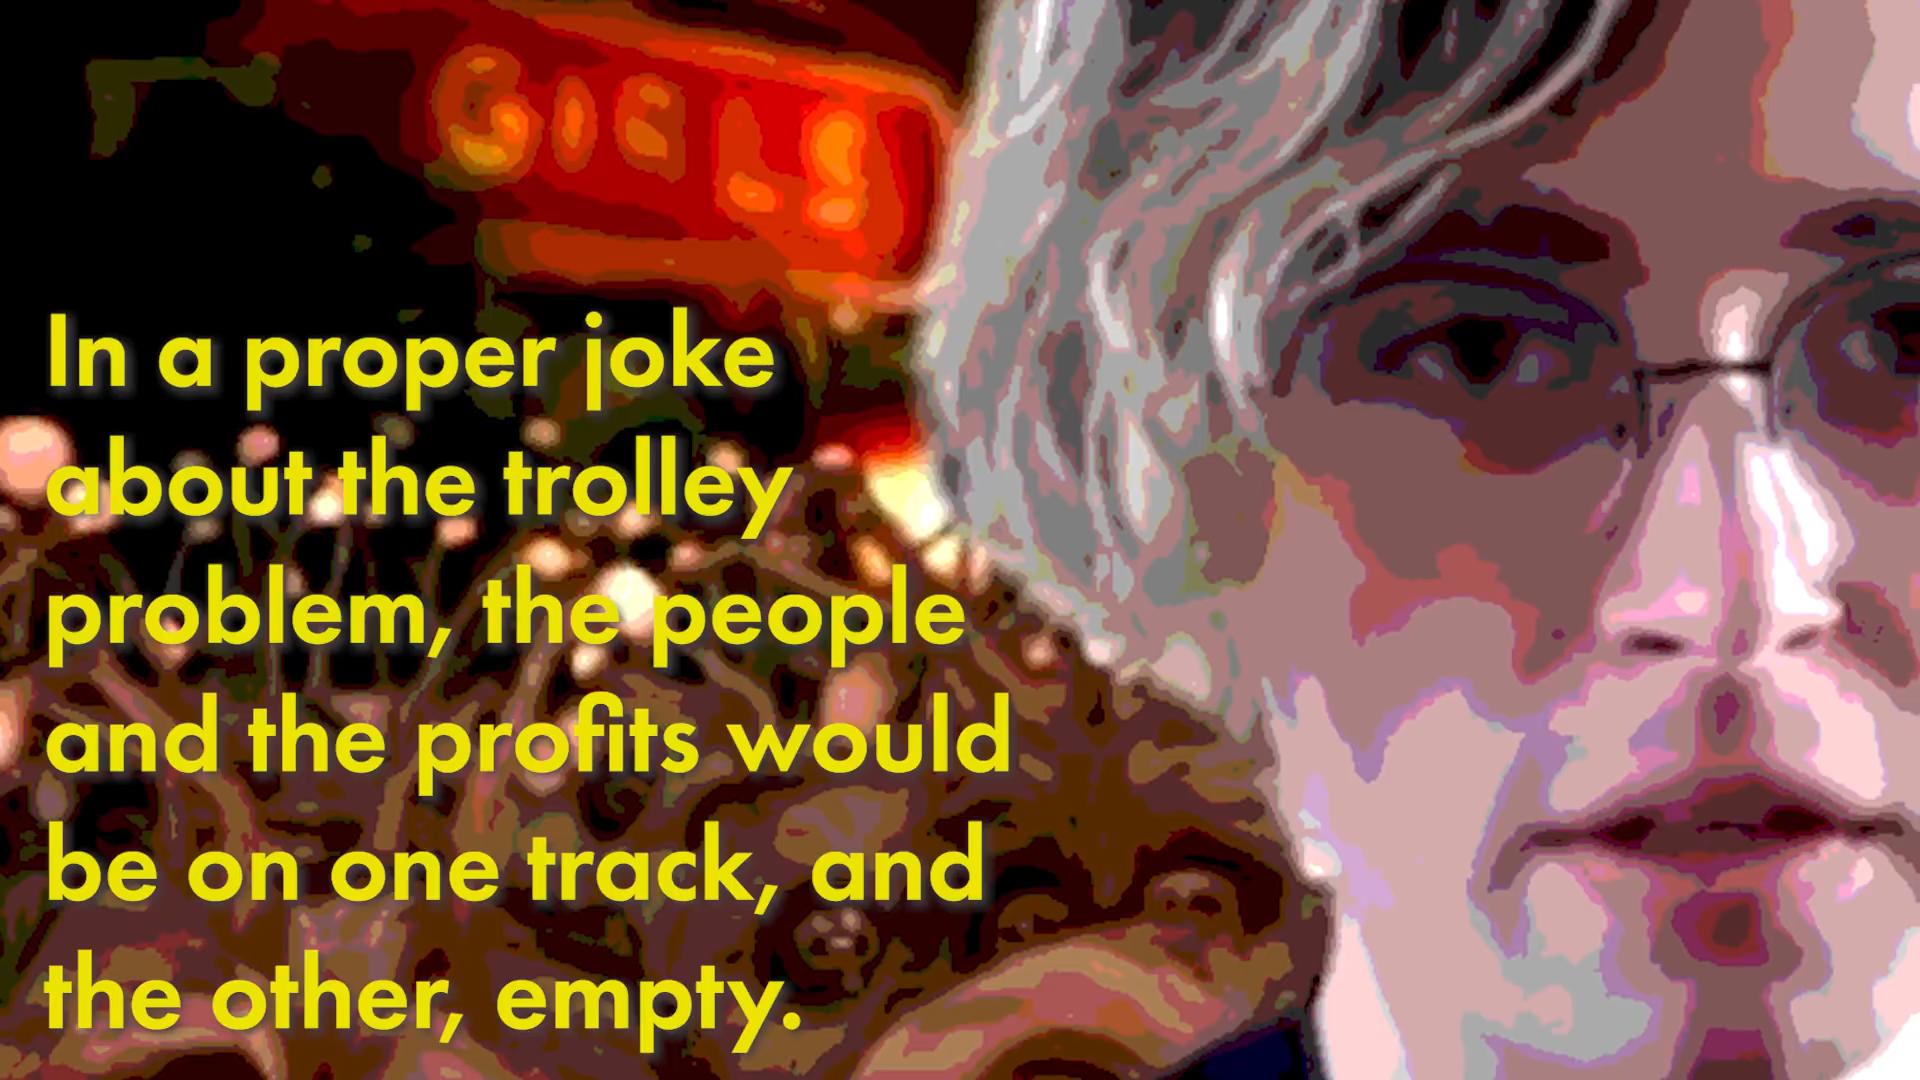 In a proper joke
about the trolley
problem, the people
and the profits would
be on one track, and
the other, empty.